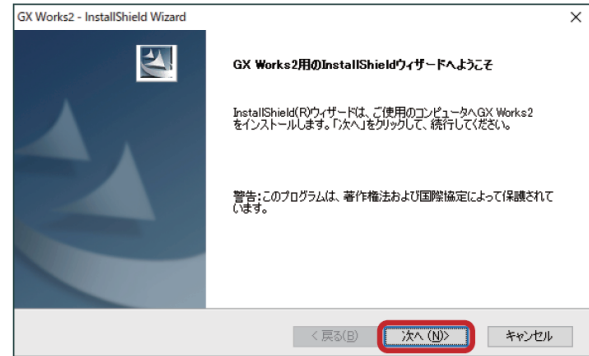 GX Works2 - InstallShield Wizard
GX Works2用のInstallShieldウィザードへようこそ
InstallShield(R)ウィザードは、ご使用のコンピュータへGX Works2
をインストールします。「次へ」をクリックして、続行してください。
警告:このプログラムは、著作権法および国際協定によって保護されて
います。
< 戻る(B)
次へ (N)>
キャンセル